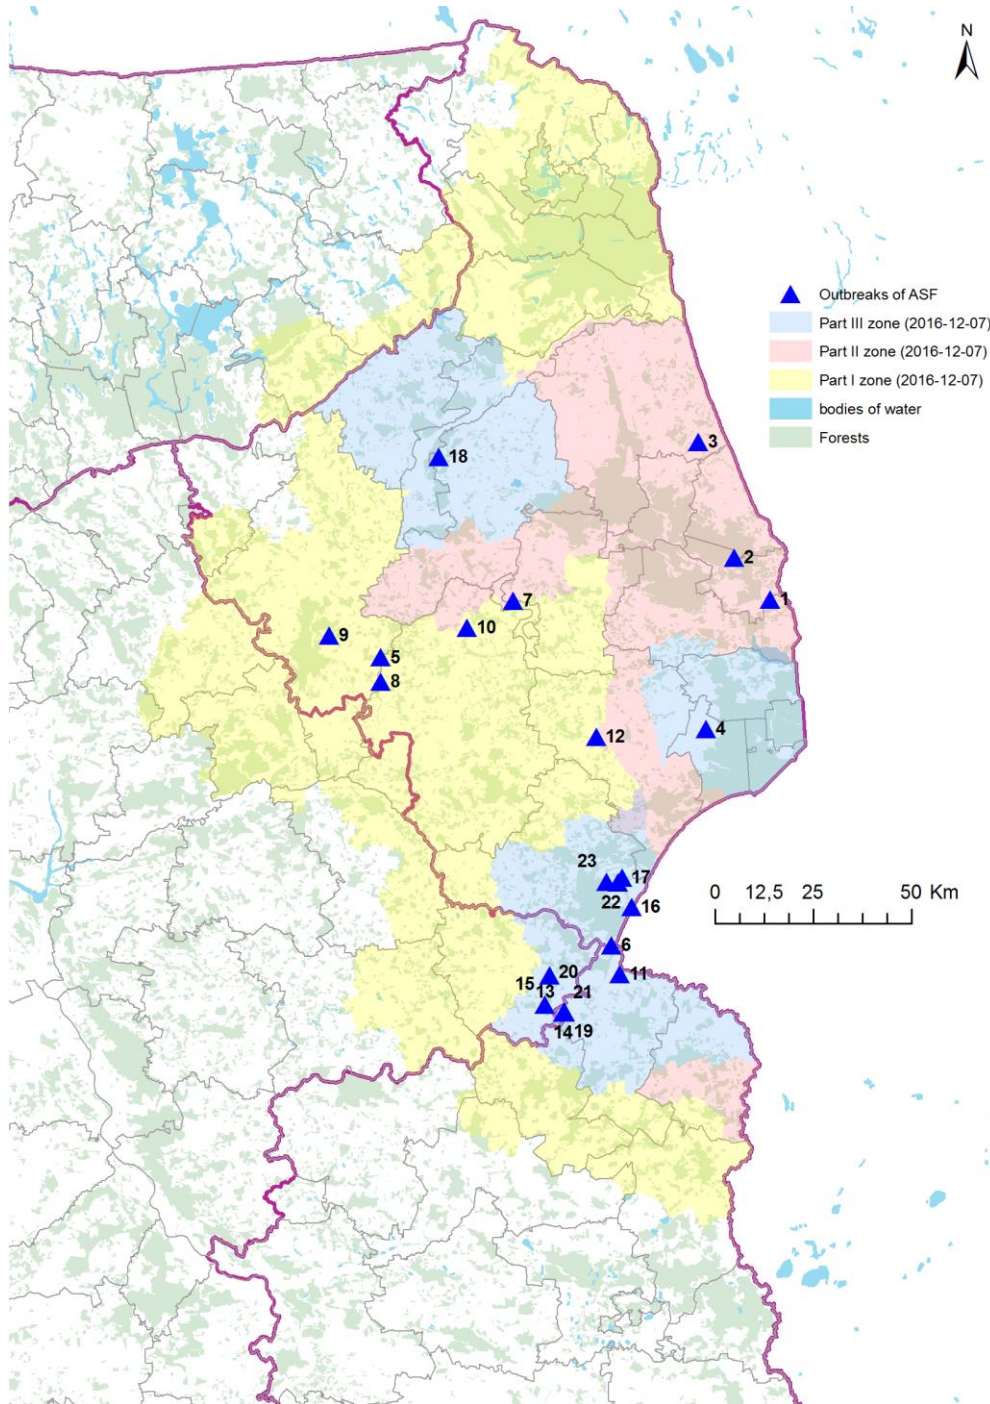 N
Outbreaks of ASF
Part III zone (2016-12-07)
Part II zone (2016-12-07)
Part I zone (2016-12-07)
bodies of water
Forests
3
18
2
1
7
10
9
5
8
4
12
23
17
22
16
0 12,5 25 50 Km
6
20
11
15
13
21
14 19